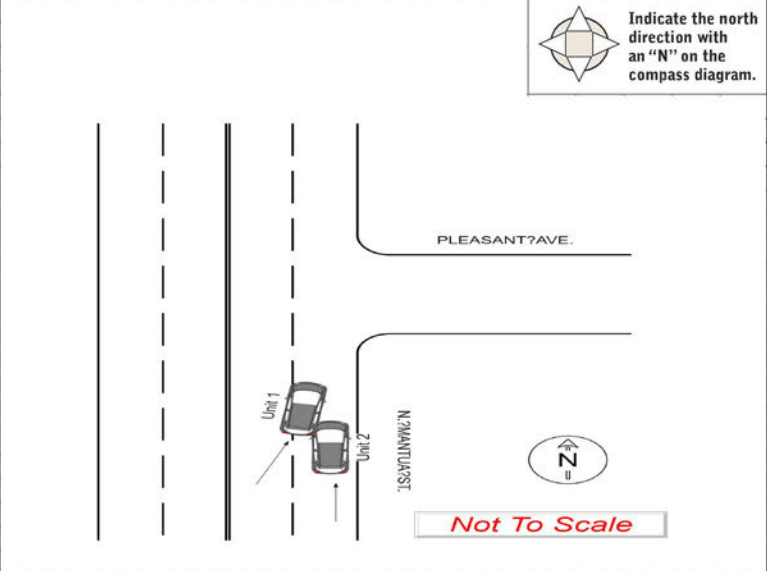 Indicate the north
direction with
an “N” on the
compass diagram.
PLEASANT?AVE.
Unit 1
Unit 2
N.?MANTUA?ST.
N
Not To Scale